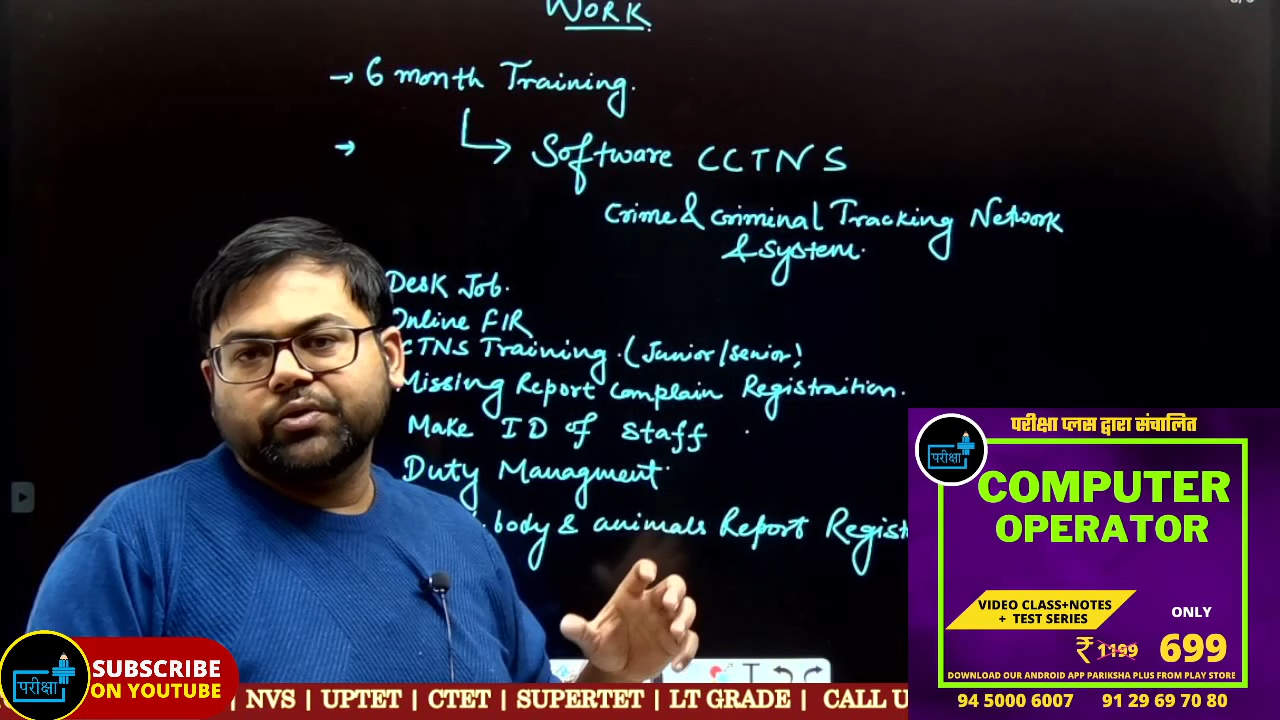 WORK
→ 6 month Training.
→ Software CCTNS
Crime & Criminal Tracking Network
& System.
Desk Job.
Online FIR
CTNS Training. (Junior/Senior)
Missing Report Complain Registraition.
Make ID of Staff
Duty Managment
body & animals Report Regist
परीक्षा प्लस द्वारा संचालित
परीक्षा
COMPUTER
OPERATOR
VIDEO CLASS+NOTES
+ TEST SERIES
ONLY
₹ 1199 699
DOWNLOAD OUR ANDROID APP PARIKSHA PLUS FROM PLAY STORE
94 5000 6007 91 29 69 70 80
परीक्षा
SUBSCRIBE
ON YOUTUBE
| NVS | UPTET | CTET | SUPERTET | LT GRADE | CALL U